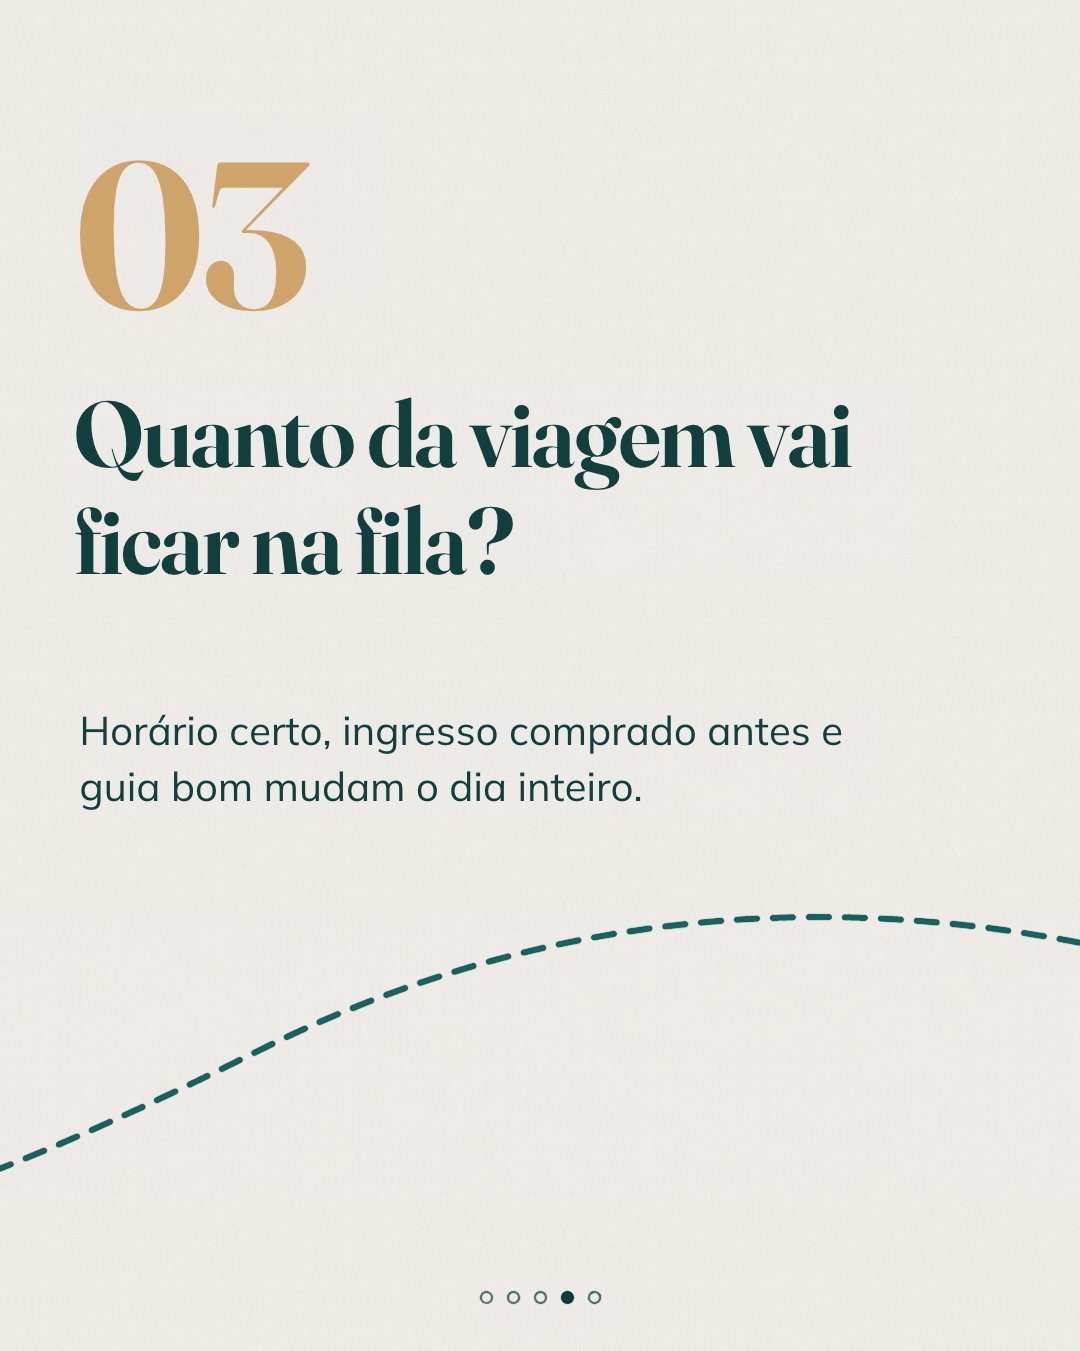 03
Quanto da viagem vai
ficar na fila?
Horário certo, ingresso comprado antes e
guia bom mudam o dia inteiro.